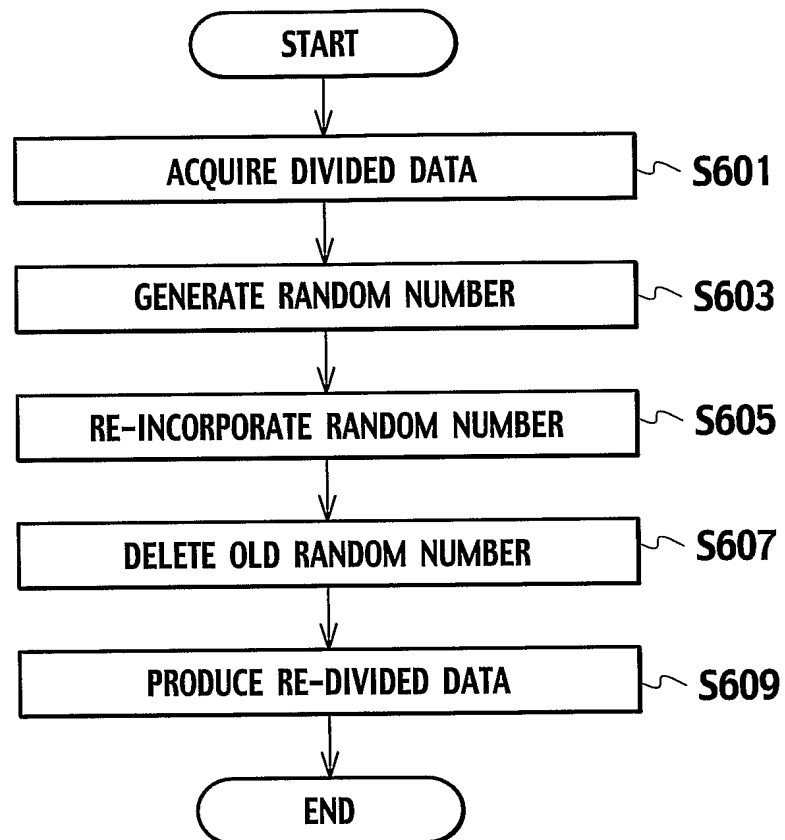 START
ACQUIRE DIVIDED DATA S601
GENERATE RANDOM NUMBER S603
RE-INCORPORATE RANDOM NUMBER S605
DELETE OLD RANDOM NUMBER S607
PRODUCE RE-DIVIDED DATA S609
END